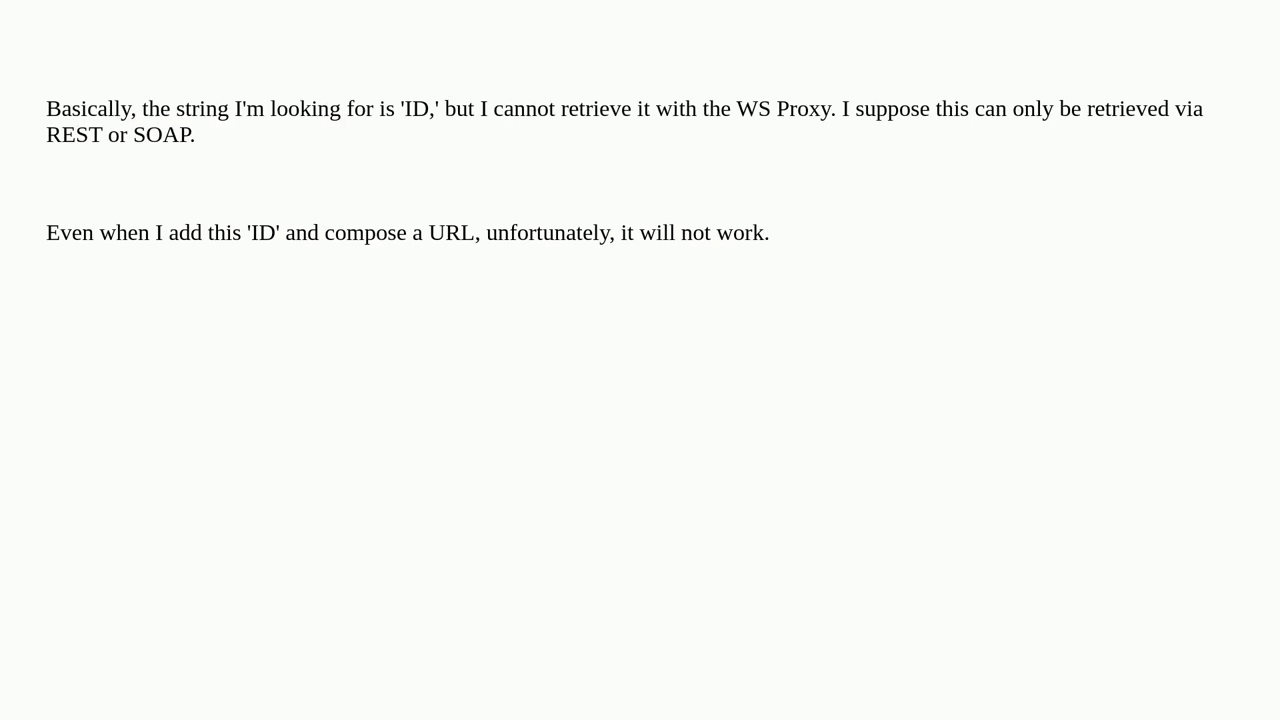 Basically, the string I'm looking for is 'ID,' but I cannot retrieve it with the WS Proxy. I suppose this can only be retrieved via
REST or SOAP.
Even when I add this 'ID' and compose a URL, unfortunately, it will not work.